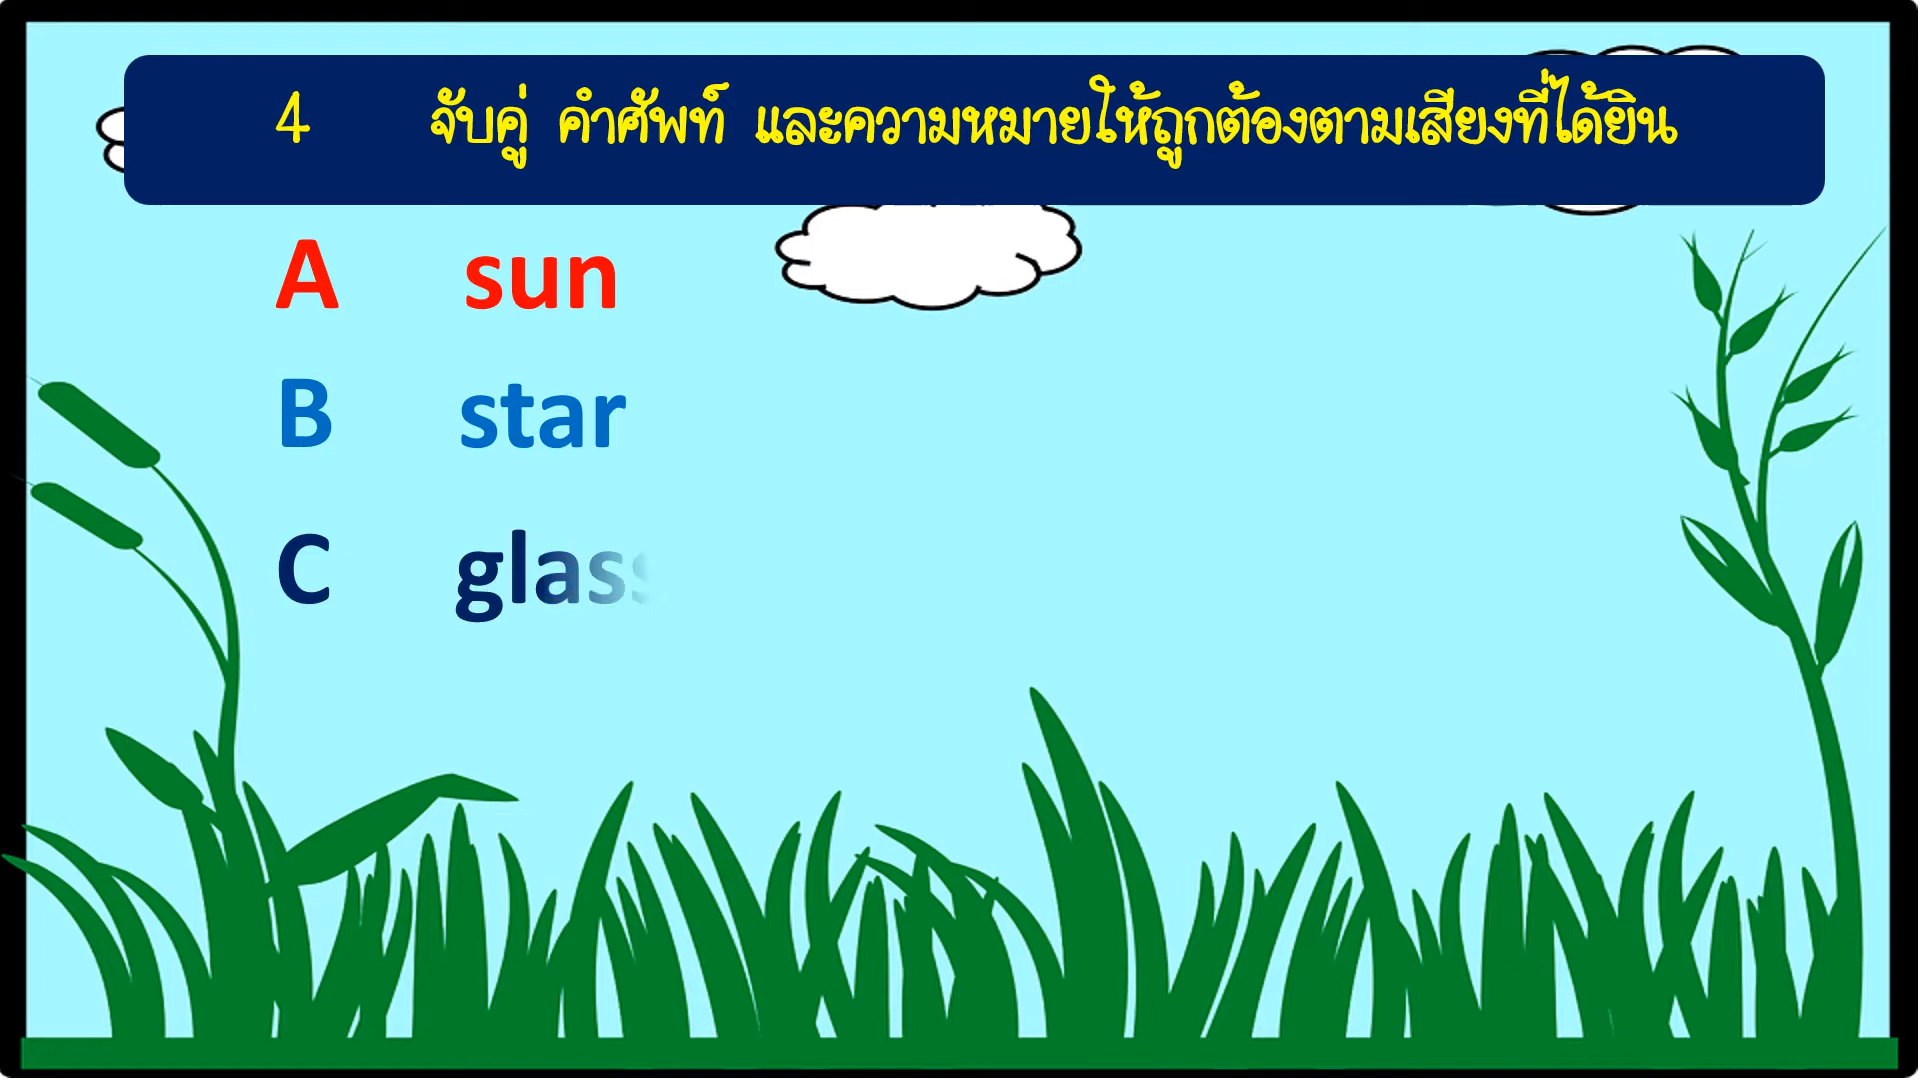 4 จับคู่ คำศัพท์ และความหมายให้ถูกต้องตามเสียงที่ได้ยิน
A sun
B star
C glass